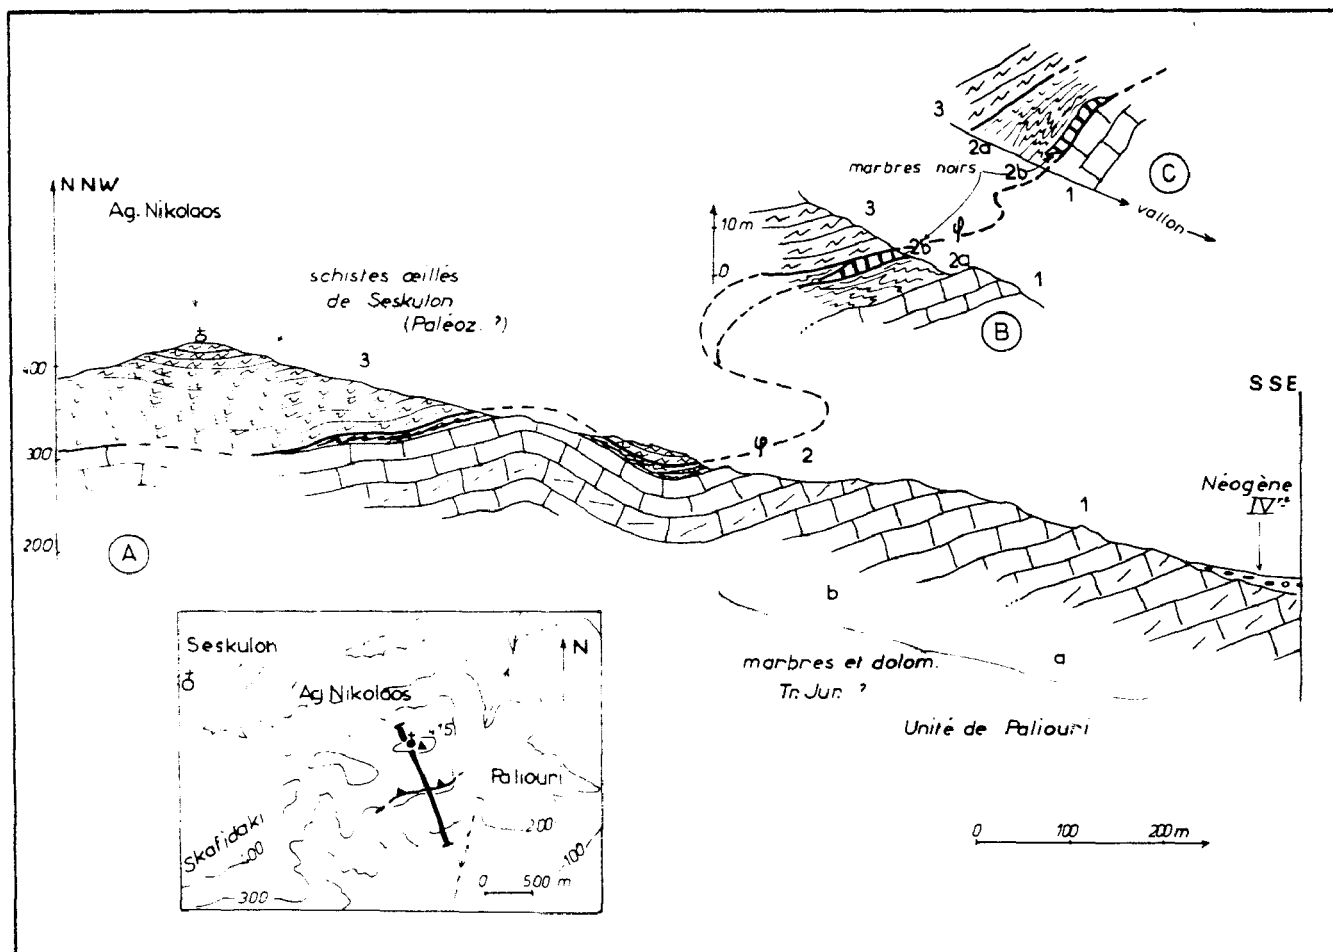 NNW
Ag. Nikolaos
schistes œillés
de Seskulon
(Paléoz. ?)
3
400
300
200
A
3
2a
marbres noirs
2b
1
C
vallon
10 m
0
3
2b
φ
2a
1
B
SSE
φ
2
1
Néogène
IVre
b
a
marbres et dolom.
Tr. Jur. ?
Unité de Paliouri
0 100 200 m
Seskulon
N
Ag. Nikolaos
415
Paliouri
Skafidaki
200
100
300
0 500 m